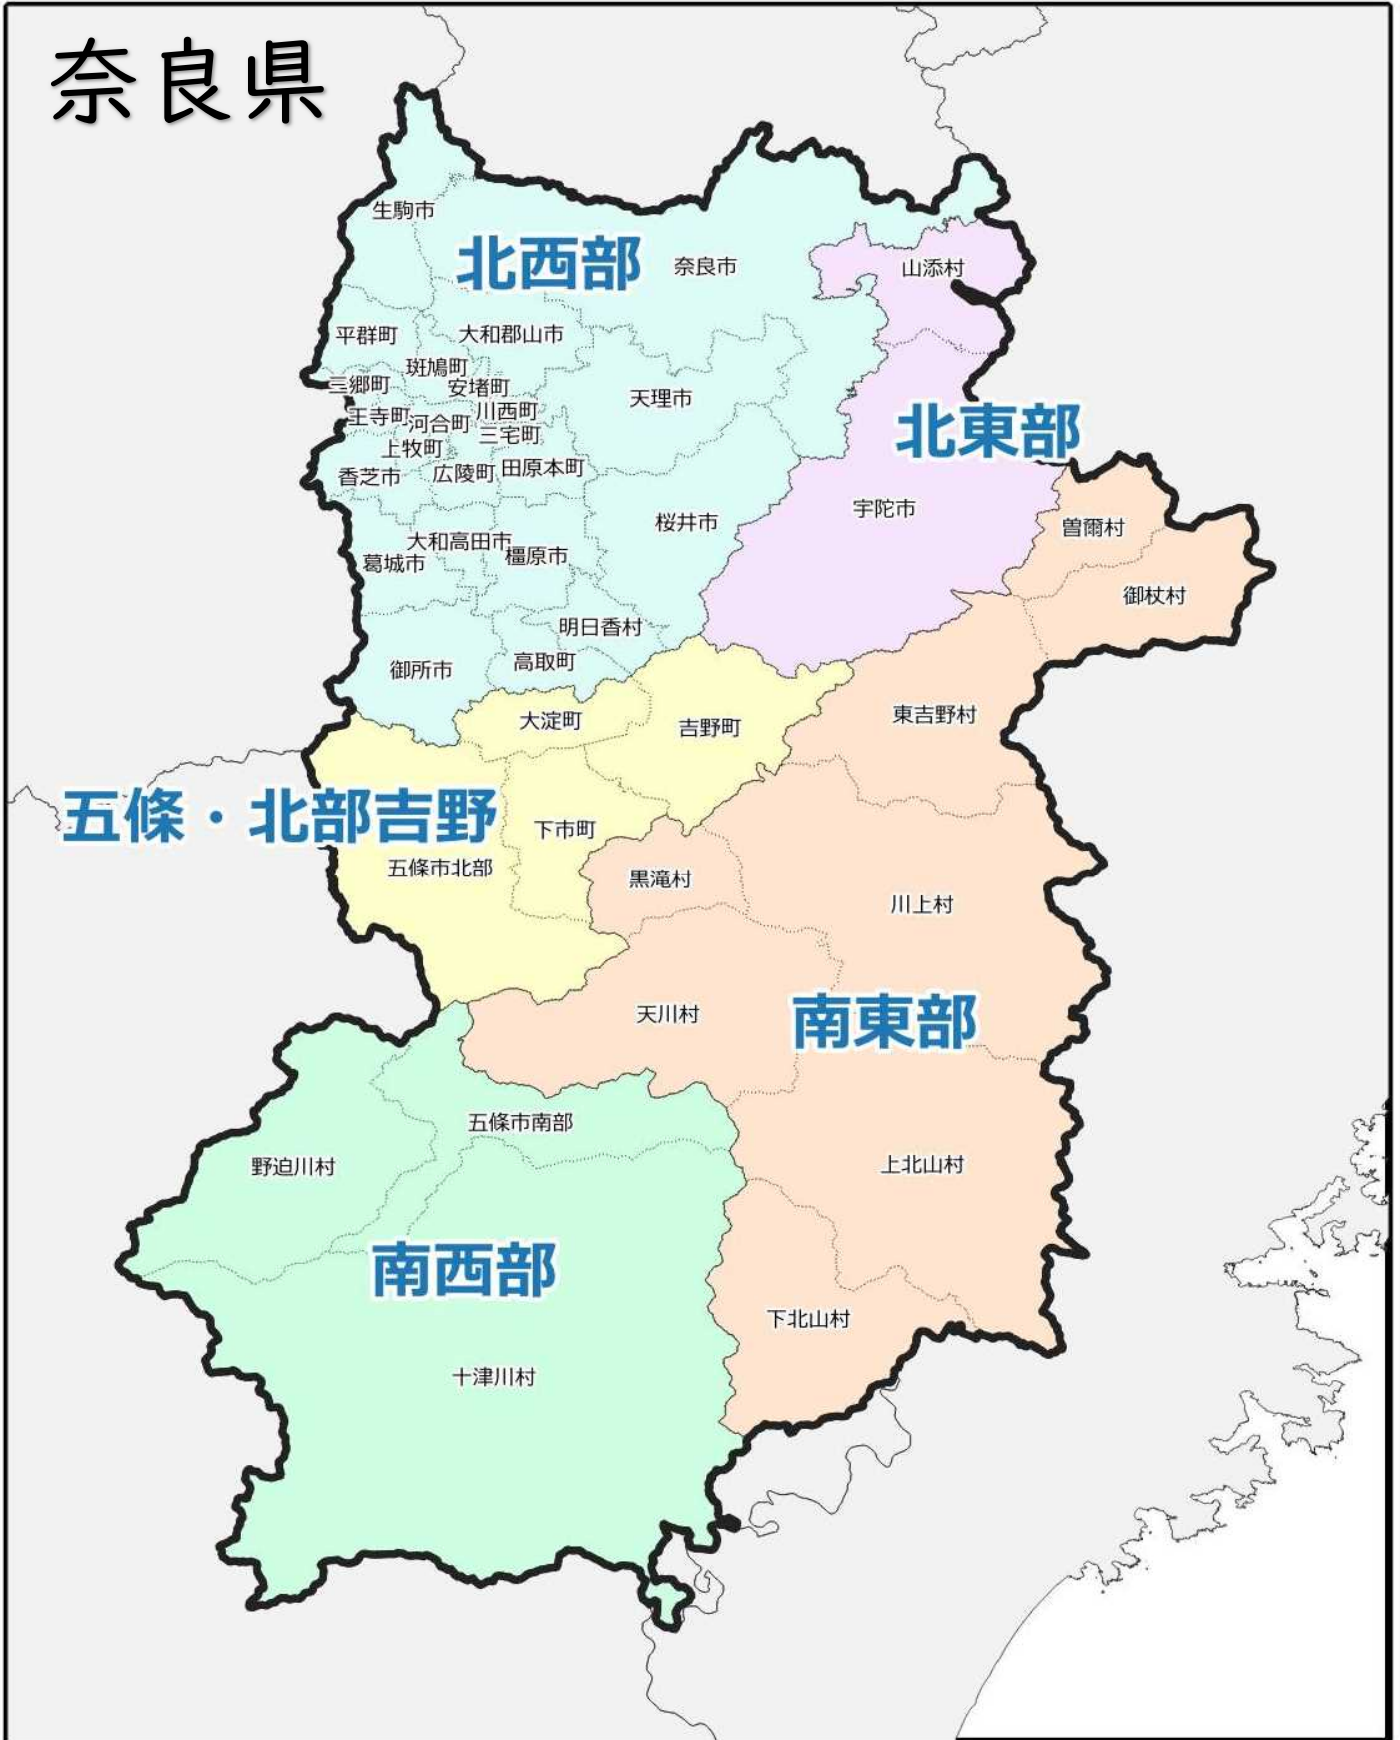 奈良県
生駒市
北西部
奈良市
山添村
平群町
大和郡山市
斑鳩町
三郷町
安堵町
天理市
王寺町
河合町
川西町
三宅町
北東部
上牧町
香芝市
広陵町
田原本町
宇陀市
桜井市
曽爾村
大和高田市
橿原市
葛城市
御杖村
明日香村
高取町
御所市
大淀町
吉野町
東吉野村
五條・北部吉野
下市町
五條市北部
黒滝村
川上村
天川村
南東部
五條市南部
野迫川村
上北山村
南西部
下北山村
十津川村